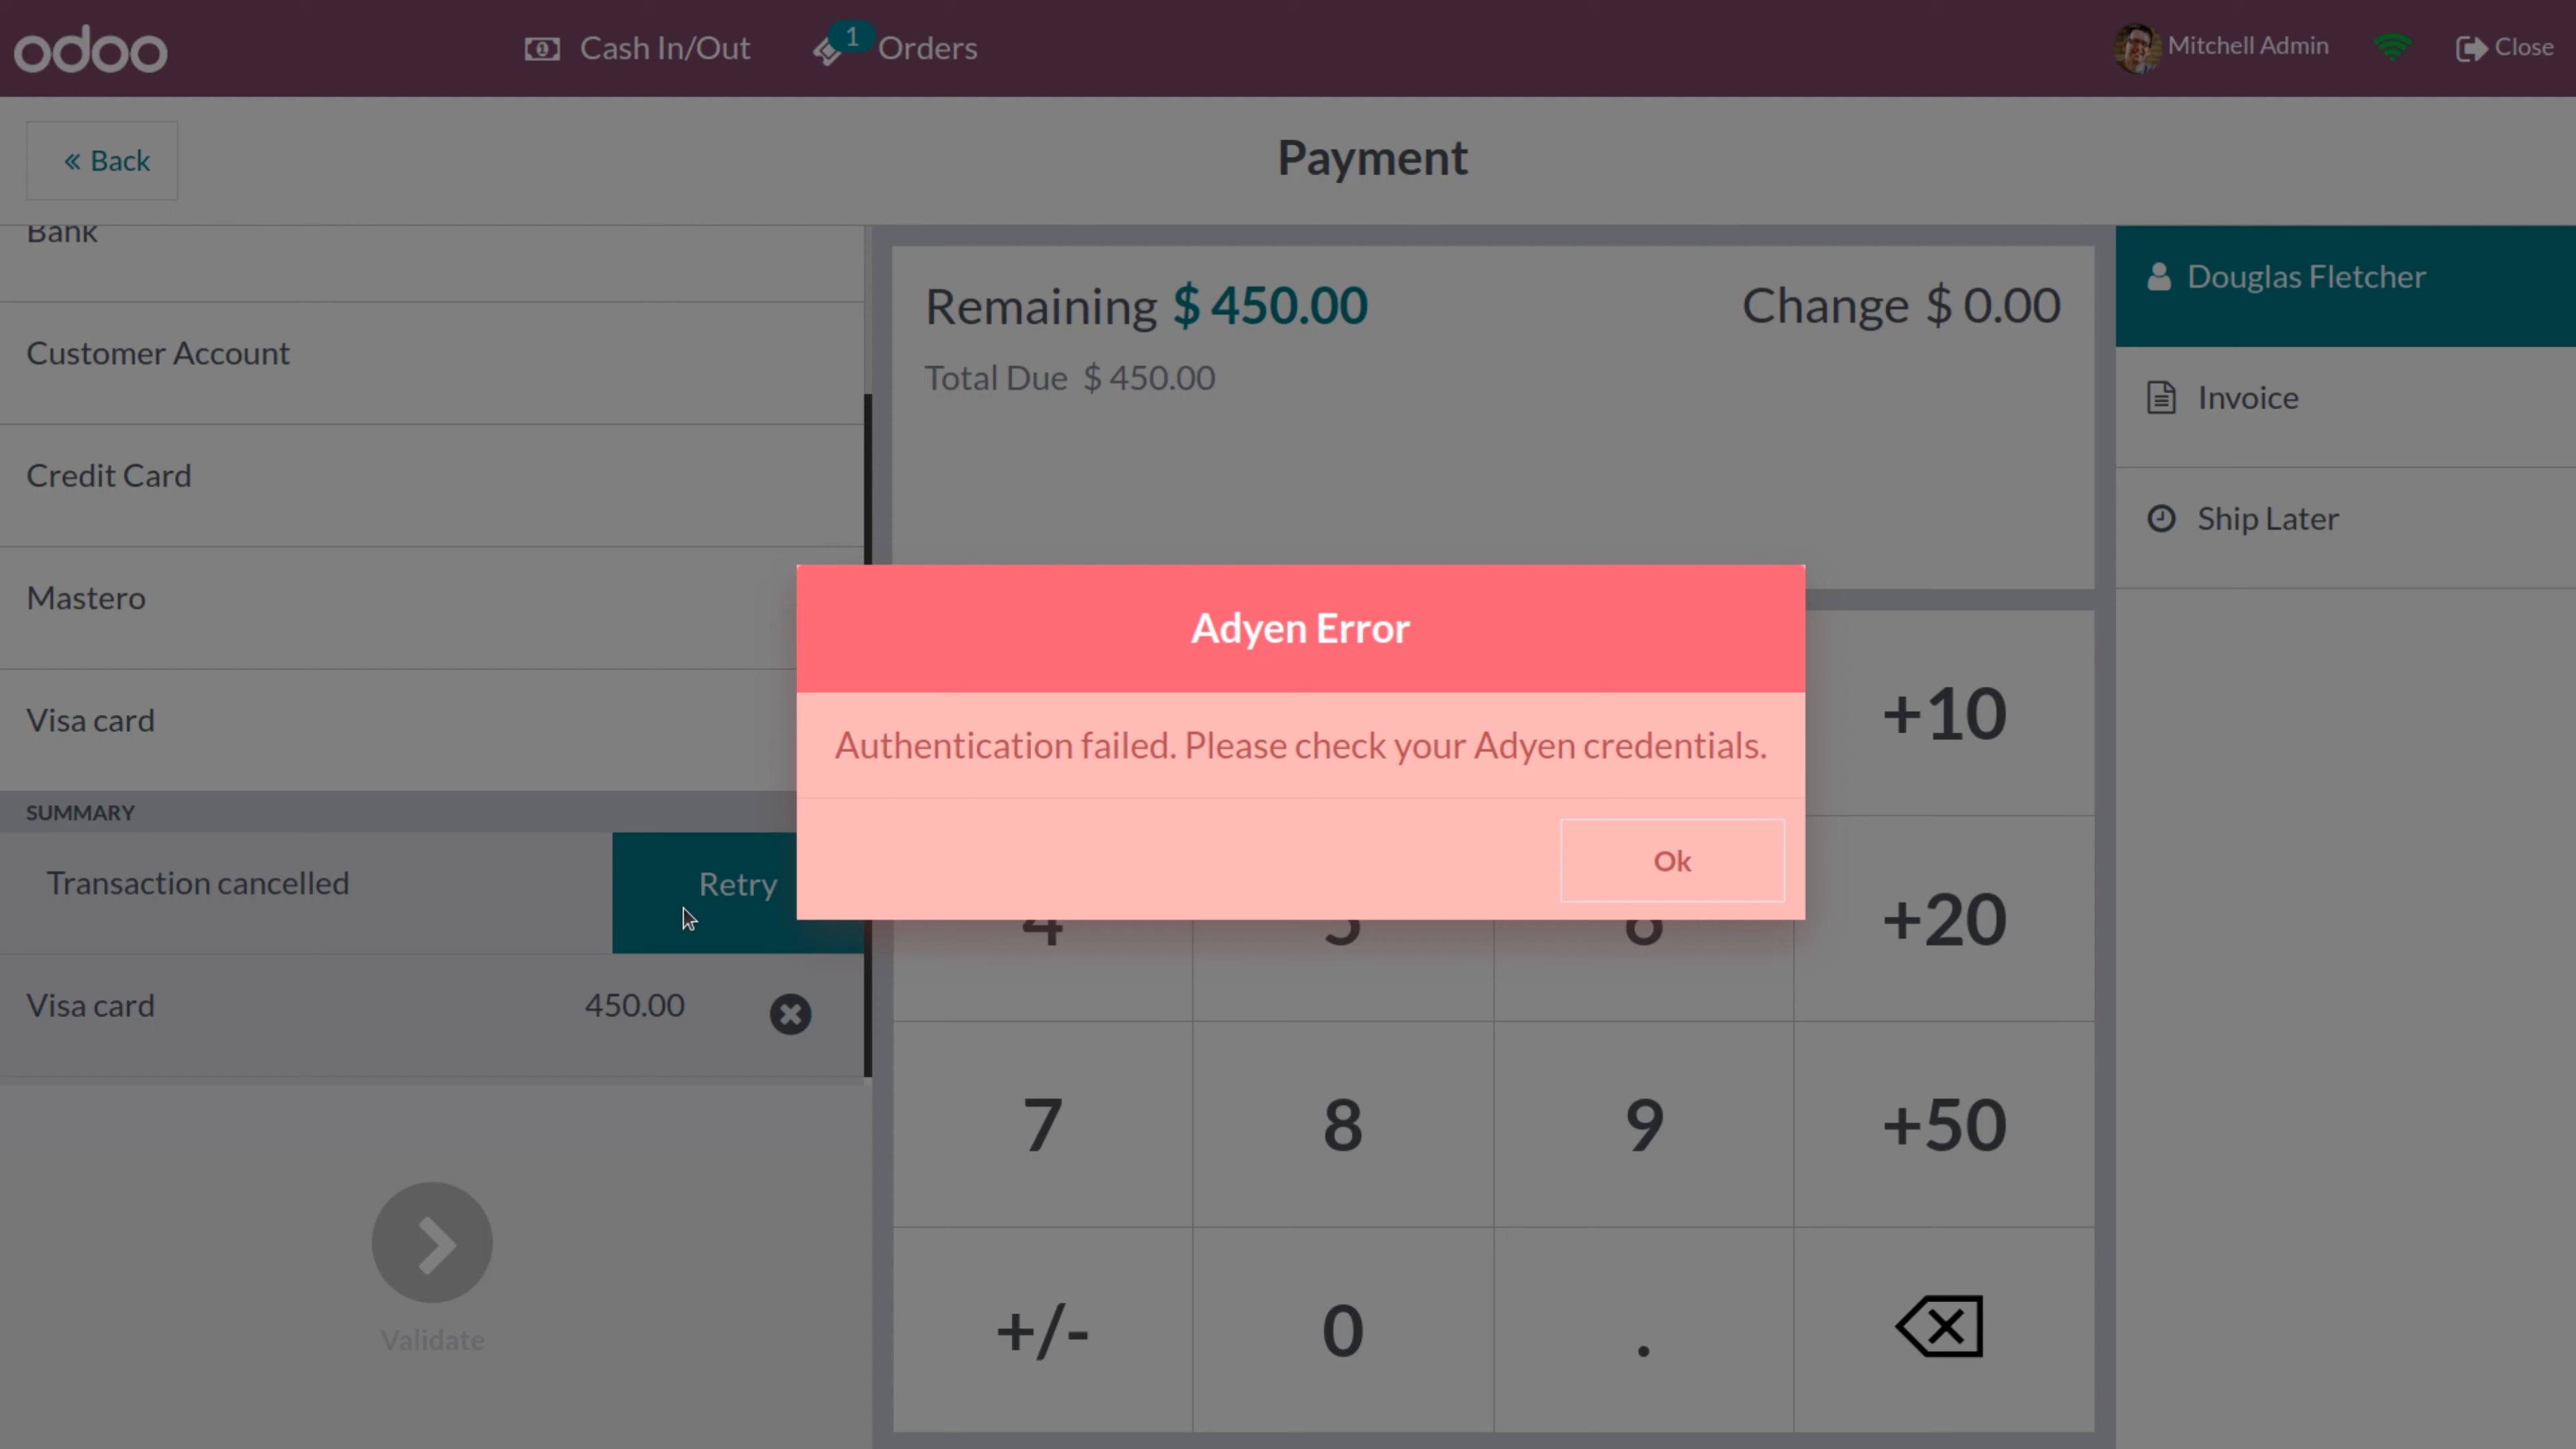 odoo
Cash In/Out
1
Orders
Mitchell Admin
Close
Back
Payment
Bank
Customer Account
Credit Card
Mastero
Visa card
SUMMARY
Transaction cancelled
Retry
Visa card 450.00
Validate
Remaining $ 450.00
Change $ 0.00
Total Due $ 450.00
Adyen Error
Authentication failed. Please check your Adyen credentials.
Ok
+10
4 5 6 +20
7 8 9 +50
+/- 0 .
Douglas Fletcher
Invoice
Ship Later